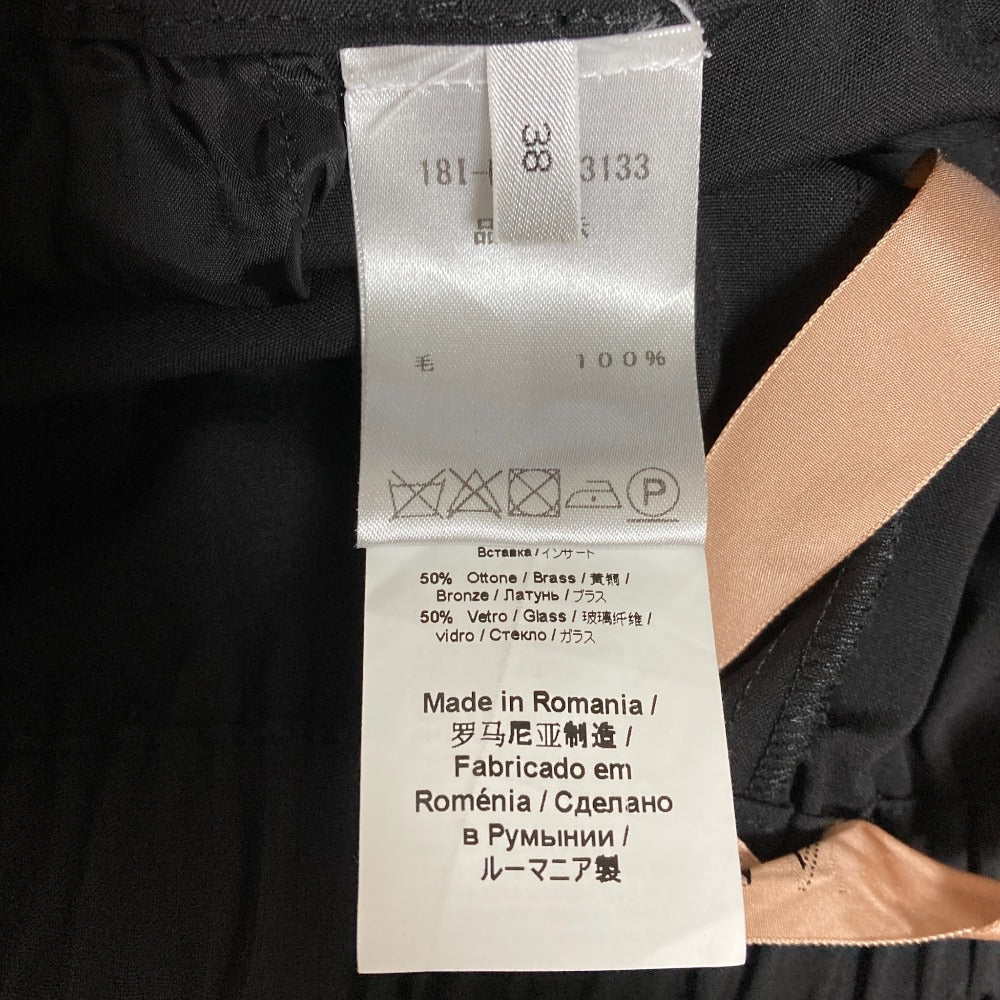 38
18I- 3133
品
毛 100%
P
Вставка / インサート
50% Ottone / Brass / 黄铜 /
Bronze / Латунь / ブラス
50% Vetro / Glass / 玻璃纤维 /
vidro / Стекло / ガラス
Made in Romania /
罗马尼亚制造 /
Fabricado em
Roménia / Сделано
в Румынии /
ルーマニア製